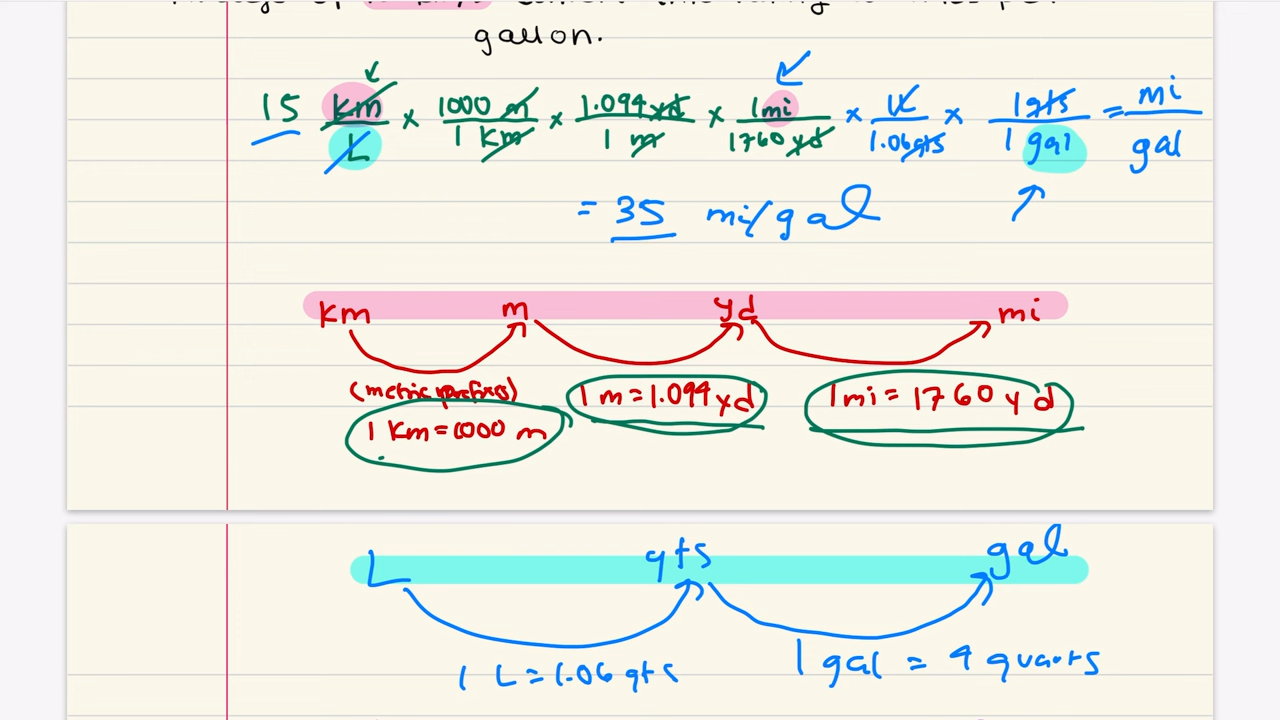 gallon.
15 km/L × 1000 m/1 km × 1.094 yd/1 m × 1 mi/1760 yd × 1L/1.06 qts × 1 qts/1 gal = mi/gal
= 35 mi/gal
km m yd mi
(metric prefixes) 1 m = 1.094 yd 1 mi = 1760 yd
1 km = 1000 m
L qts gal
1 L = 1.06 qts 1 gal = 4 quarts